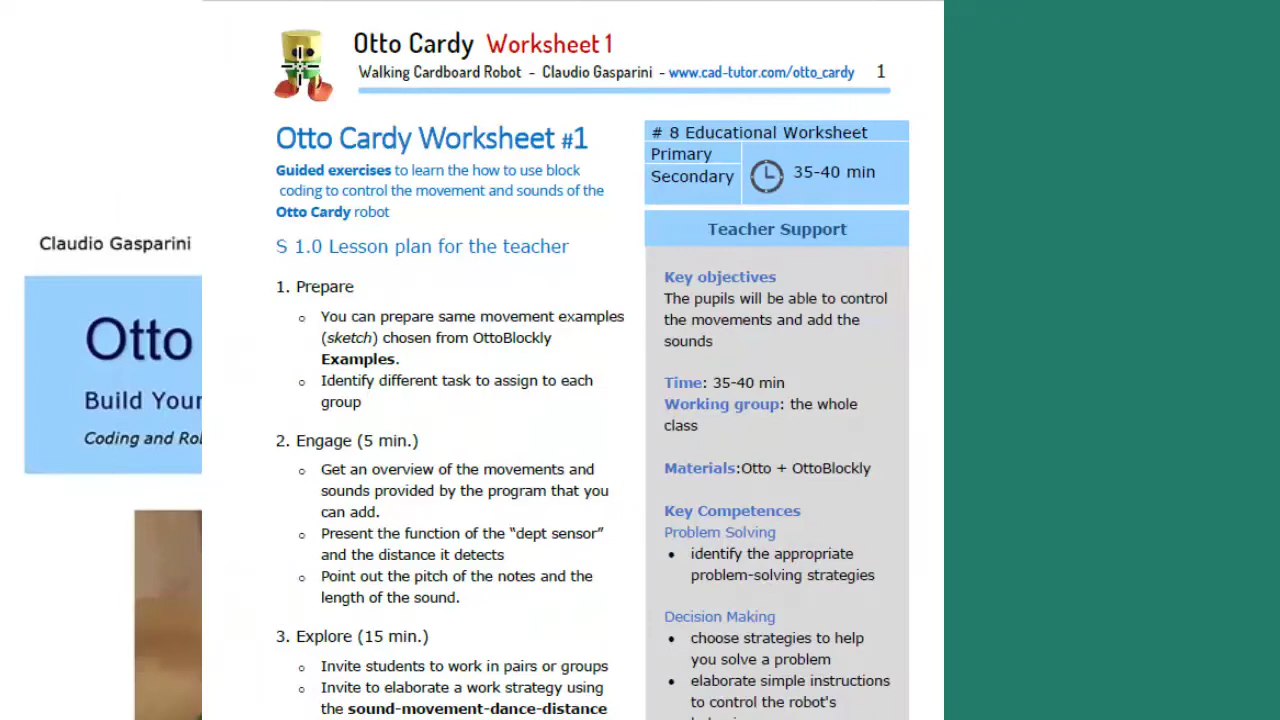 Otto Cardy Worksheet 1
Walking Cardboard Robot - Claudio Gasparini - www.cad-tutor.com/otto_cardy 1
Claudio Gasparini
Otto
Build Your
Coding and Ro
Otto Cardy Worksheet #1
Guided exercises to learn the how to use block
coding to control the movement and sounds of the
Otto Cardy robot
S 1.0 Lesson plan for the teacher
1. Prepare
o You can prepare same movement examples
(sketch) chosen from OttoBlockly
Examples.
o Identify different task to assign to each
group
2. Engage (5 min.)
o Get an overview of the movements and
sounds provided by the program that you
can add.
o Present the function of the “dept sensor”
and the distance it detects
o Point out the pitch of the notes and the
length of the sound.
3. Explore (15 min.)
o Invite students to work in pairs or groups
o Invite to elaborate a work strategy using
the sound-movement-dance-distance
# 8 Educational Worksheet
Primary
Secondary
35-40 min
Teacher Support
Key objectives
The pupils will be able to control
the movements and add the
sounds
Time: 35-40 min
Working group: the whole
class
Materials:Otto + OttoBlockly
Key Competences
Problem Solving
• identify the appropriate
problem-solving strategies
Decision Making
• choose strategies to help
you solve a problem
• elaborate simple instructions
to control the robot's